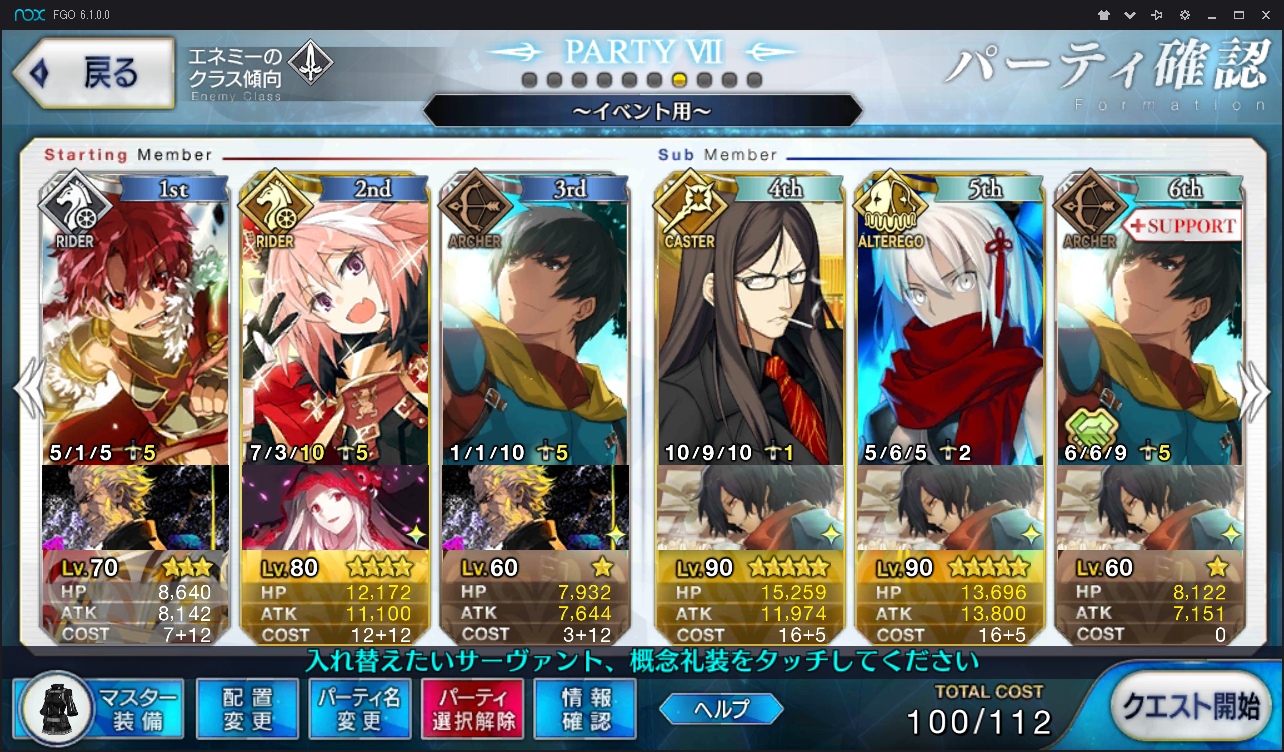 nox FGO 6.1.0.0
戻る
エネミーの
クラス傾向
Enemy Class
PARTY VII
～イベント用～
パーティ確認
Formation
Starting Member
Sub Member
1st
2nd
3rd
4th
5th
6th
RIDER
RIDER
ARCHER
CASTER
ALTEREGO
ARCHER
+SUPPORT
5/1/5 5
7/3/10 5
1/1/10 5
10/9/10 1
5/6/5 2
6/6/9 5
Lv.70
HP 8,640
ATK 8,142
COST 7+12
Lv.80
HP 12,172
ATK 11,100
COST 12+12
Lv.60
HP 7,932
ATK 7,644
COST 3+12
Lv.90
HP 15,259
ATK 11,974
COST 16+5
Lv.90
HP 13,696
ATK 13,800
COST 16+5
Lv.60
HP 8,122
ATK 7,151
COST 0
入れ替えたいサーヴァント、概念礼装をタッチしてください
マスター
装備
配置
変更
パーティ名
変更
パーティ
選択解除
情報
確認
ヘルプ
TOTAL COST
100/112
クエスト開始